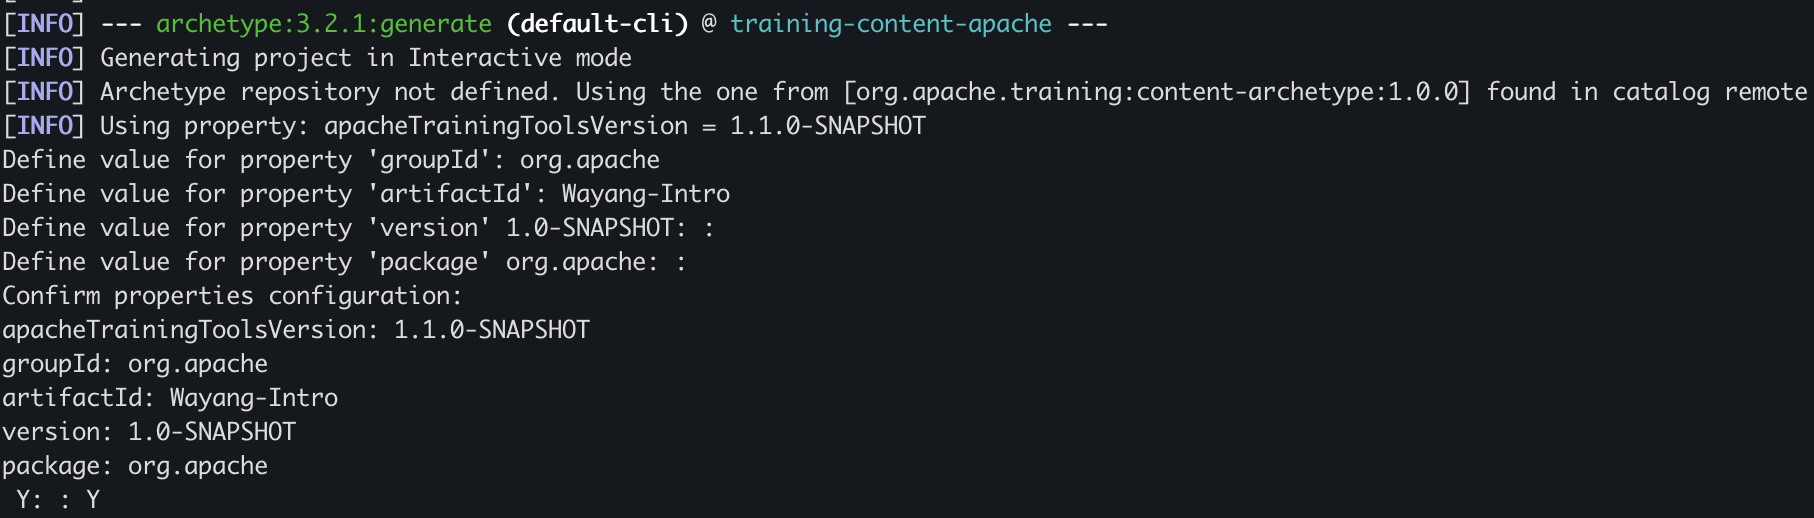 [INFO] --- archetype:3.2.1:generate (default-cli) @ training-content-apache ---
[INFO] Generating project in Interactive mode
[INFO] Archetype repository not defined. Using the one from [org.apache.training:content-archetype:1.0.0] found in catalog remote
[INFO] Using property: apacheTrainingToolsVersion = 1.1.0-SNAPSHOT
Define value for property 'groupId': org.apache
Define value for property 'artifactId': Wayang-Intro
Define value for property 'version' 1.0-SNAPSHOT: :
Define value for property 'package' org.apache: :
Confirm properties configuration:
apacheTrainingToolsVersion: 1.1.0-SNAPSHOT
groupId: org.apache
artifactId: Wayang-Intro
version: 1.0-SNAPSHOT
package: org.apache
 Y: : Y